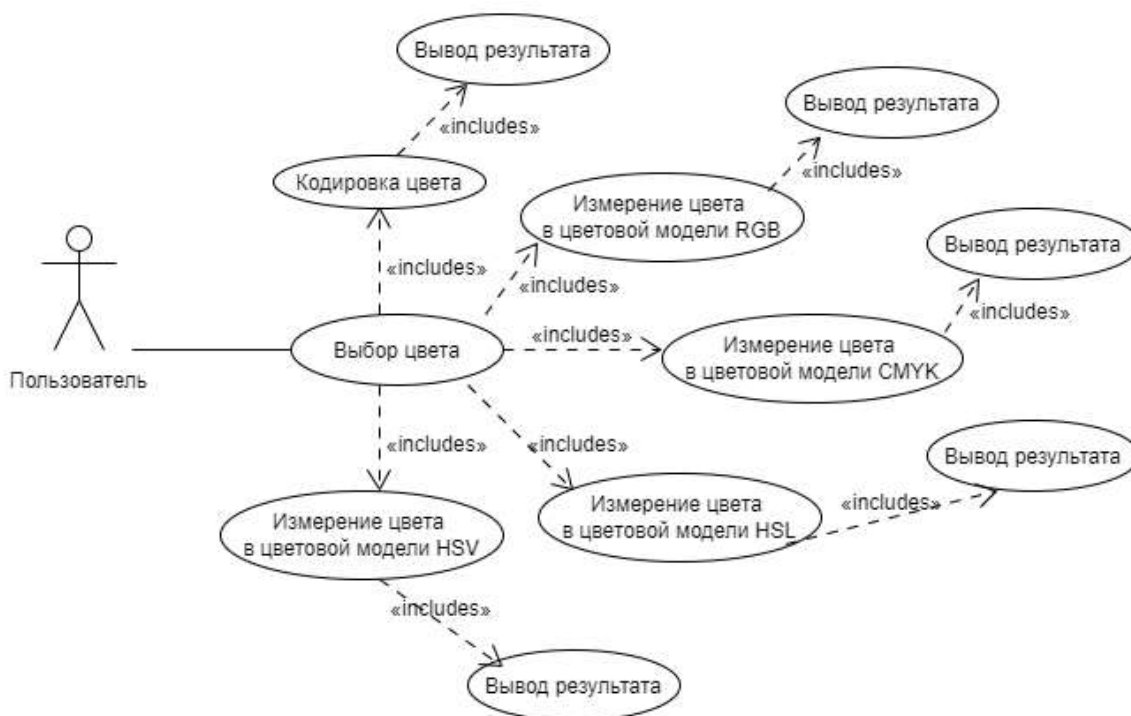 Вывод результата
Вывод результата
«includes»
«includes»
Кодировка цвета
Измерение цвета
в цветовой модели RGB
Вывод результата
«includes»
«includes»
«includes»
«includes»
Выбор цвета
Измерение цвета
в цветовой модели CMYK
Пользователь
«includes»
«includes»
Вывод результата
«includes»
Измерение цвета
в цветовой модели HSV
Измерение цвета
в цветовой модели HSL
«includes»
Вывод результата